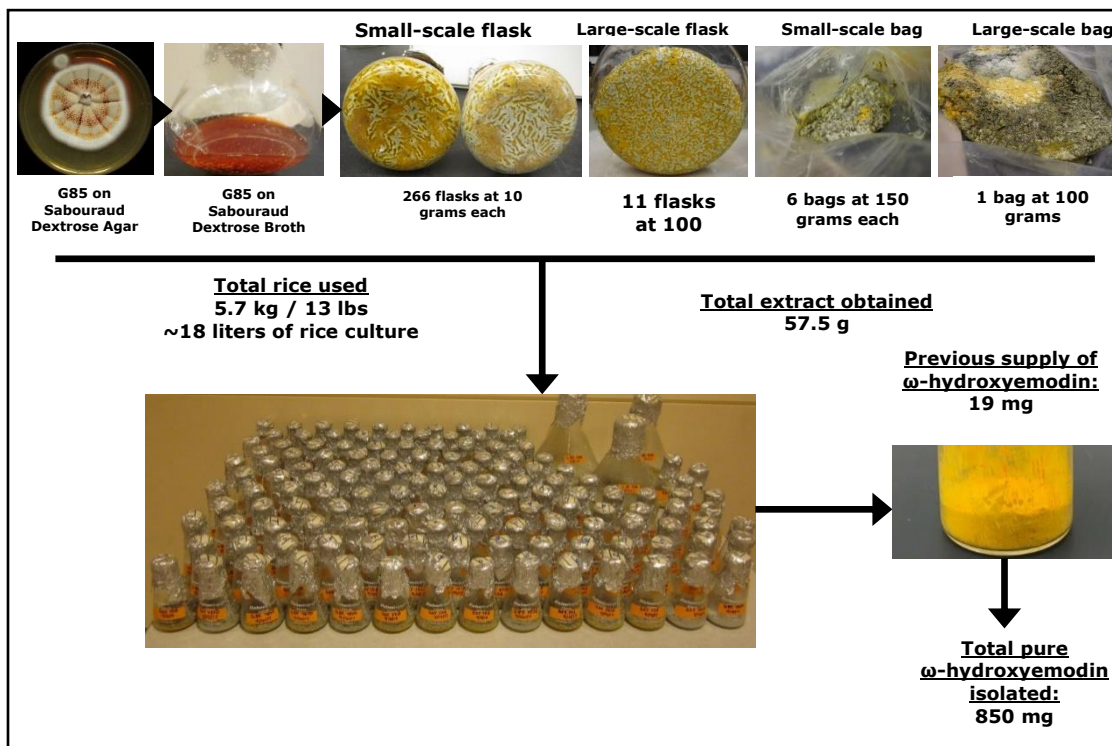 Small-scale flask
Large-scale flask
Small-scale bag
Large-scale bag
G85 on
Sabouraud
Dextrose Agar
G85 on
Sabouraud
Dextrose Broth
266 flasks at 10
grams each
11 flasks
at 100
6 bags at 150
grams each
1 bag at 100
grams
Total rice used
5.7 kg / 13 lbs
~18 liters of rice culture
Total extract obtained
57.5 g
Previous supply of
ω-hydroxyemodin:
19 mg
Total pure
ω-hydroxyemodin
isolated:
850 mg